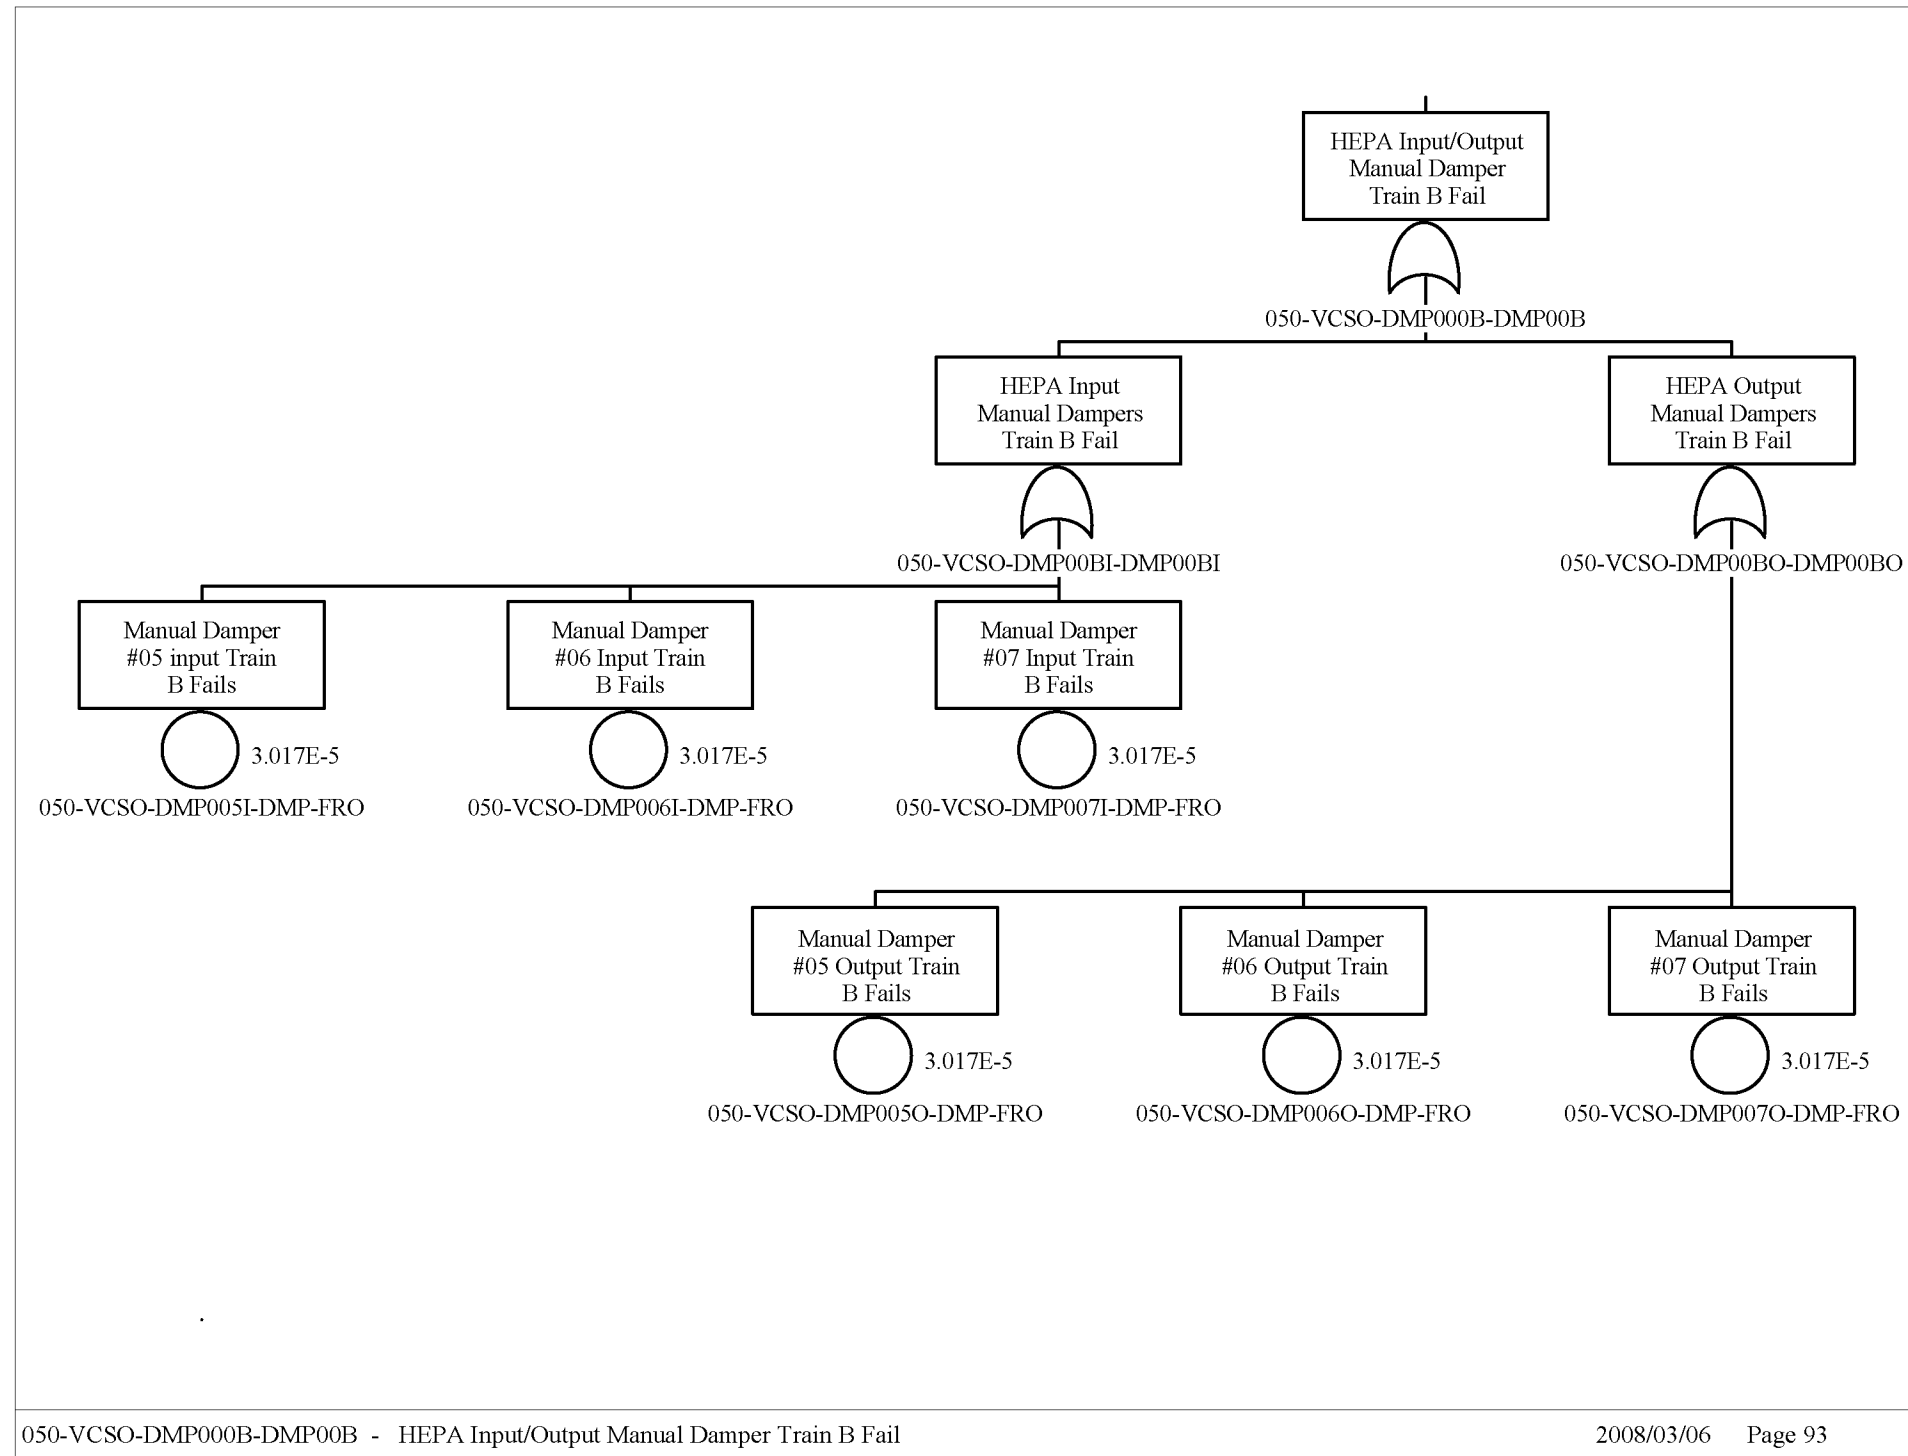 HEPA Input/Output
Manual Damper
Train B Fail
050-VCSO-DMP000B-DMP00B
HEPA Input
Manual Dampers
Train B Fail
050-VCSO-DMP00BI-DMP00BI
HEPA Output
Manual Dampers
Train B Fail
050-VCSO-DMP00BO-DMP00BO
Manual Damper
#05 input Train
B Fails
3.017E-5
050-VCSO-DMP005I-DMP-FRO
Manual Damper
#06 Input Train
B Fails
3.017E-5
050-VCSO-DMP006I-DMP-FRO
Manual Damper
#07 Input Train
B Fails
3.017E-5
050-VCSO-DMP007I-DMP-FRO
Manual Damper
#05 Output Train
B Fails
3.017E-5
050-VCSO-DMP005O-DMP-FRO
Manual Damper
#06 Output Train
B Fails
3.017E-5
050-VCSO-DMP006O-DMP-FRO
Manual Damper
#07 Output Train
B Fails
3.017E-5
050-VCSO-DMP007O-DMP-FRO
050-VCSO-DMP000B-DMP00B - HEPA Input/Output Manual Damper Train B Fail
2008/03/06 Page 93